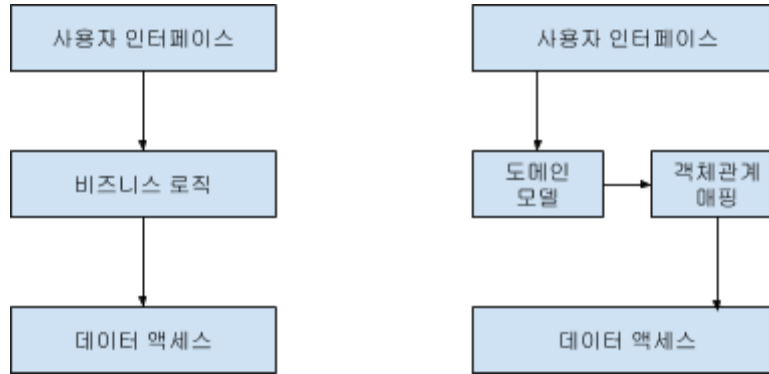 사용자 인터페이스
비즈니스 로직
데이터 액세스
사용자 인터페이스
도메인
모델
객체관계
매핑
데이터 액세스